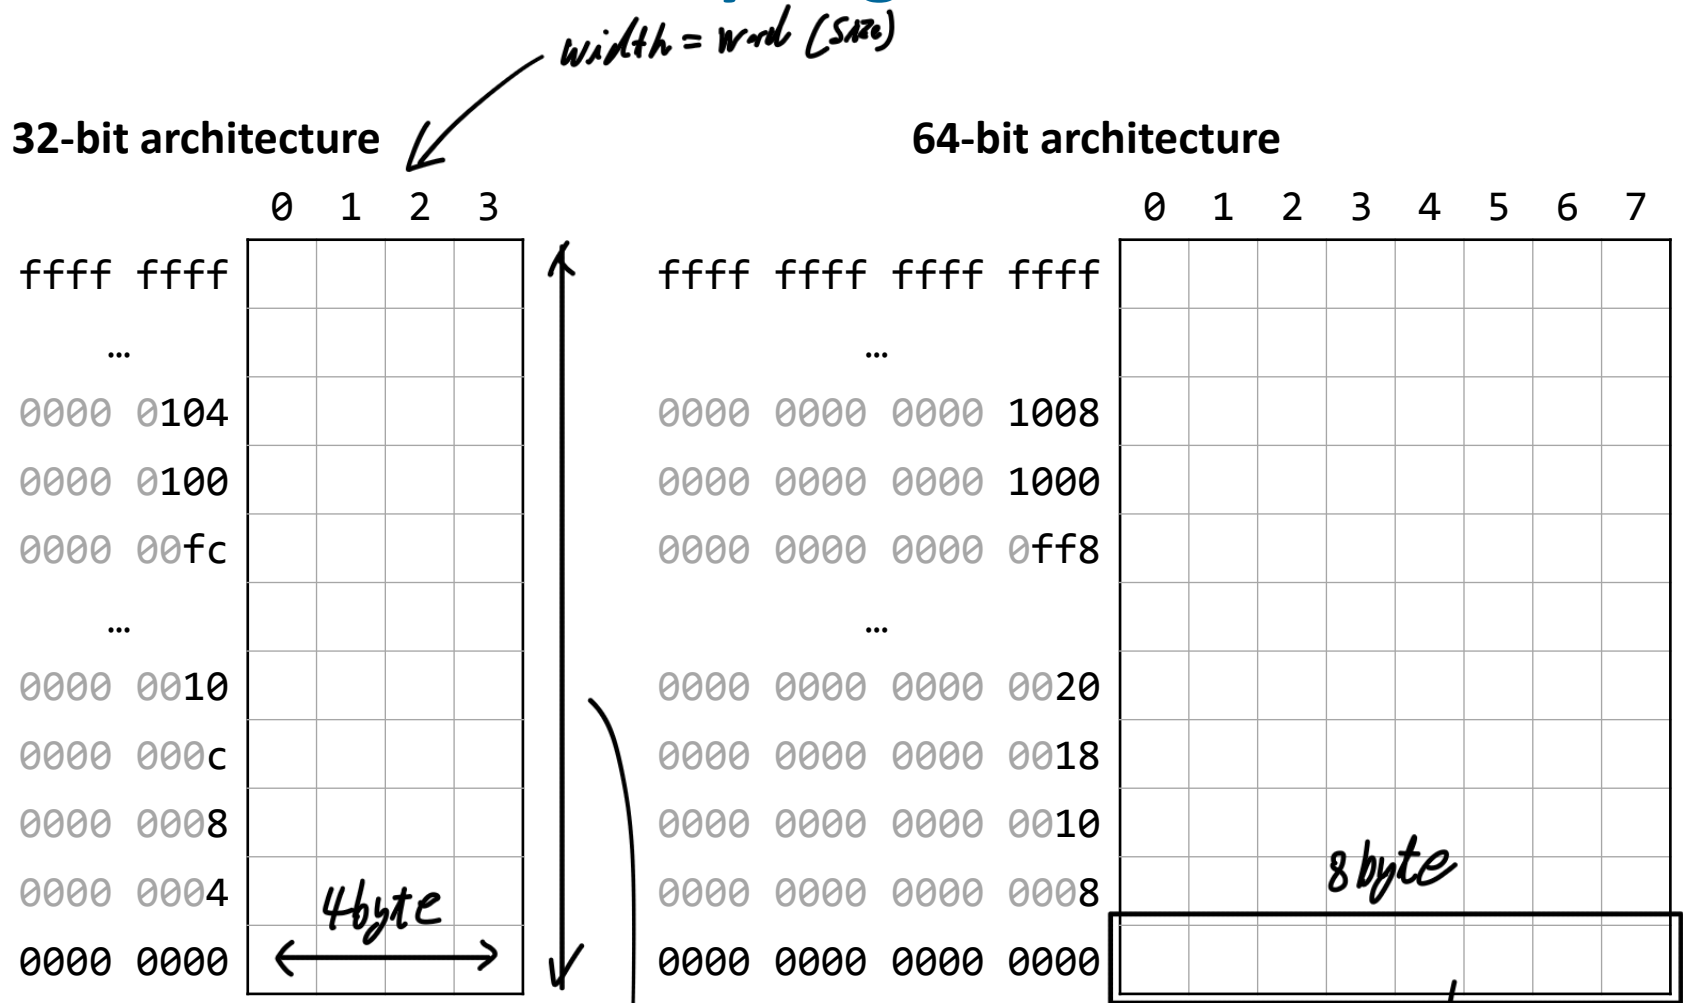 width = word (size)
32-bit architecture 64-bit architecture
0 1 2 3 0 1 2 3 4 5 6 7
ffff ffff ffff ffff ffff ffff
… …
0000 0104 0000 0000 0000 1008
0000 0100 0000 0000 0000 1000
0000 00fc 0000 0000 0000 0ff8
… …
0000 0010 0000 0000 0000 0020
0000 000c 0000 0000 0000 0018
0000 0008 0000 0000 0000 0010
8 byte
0000 0004 4byte 0000 0000 0000 0008
0000 0000 0000 0000 0000 0000